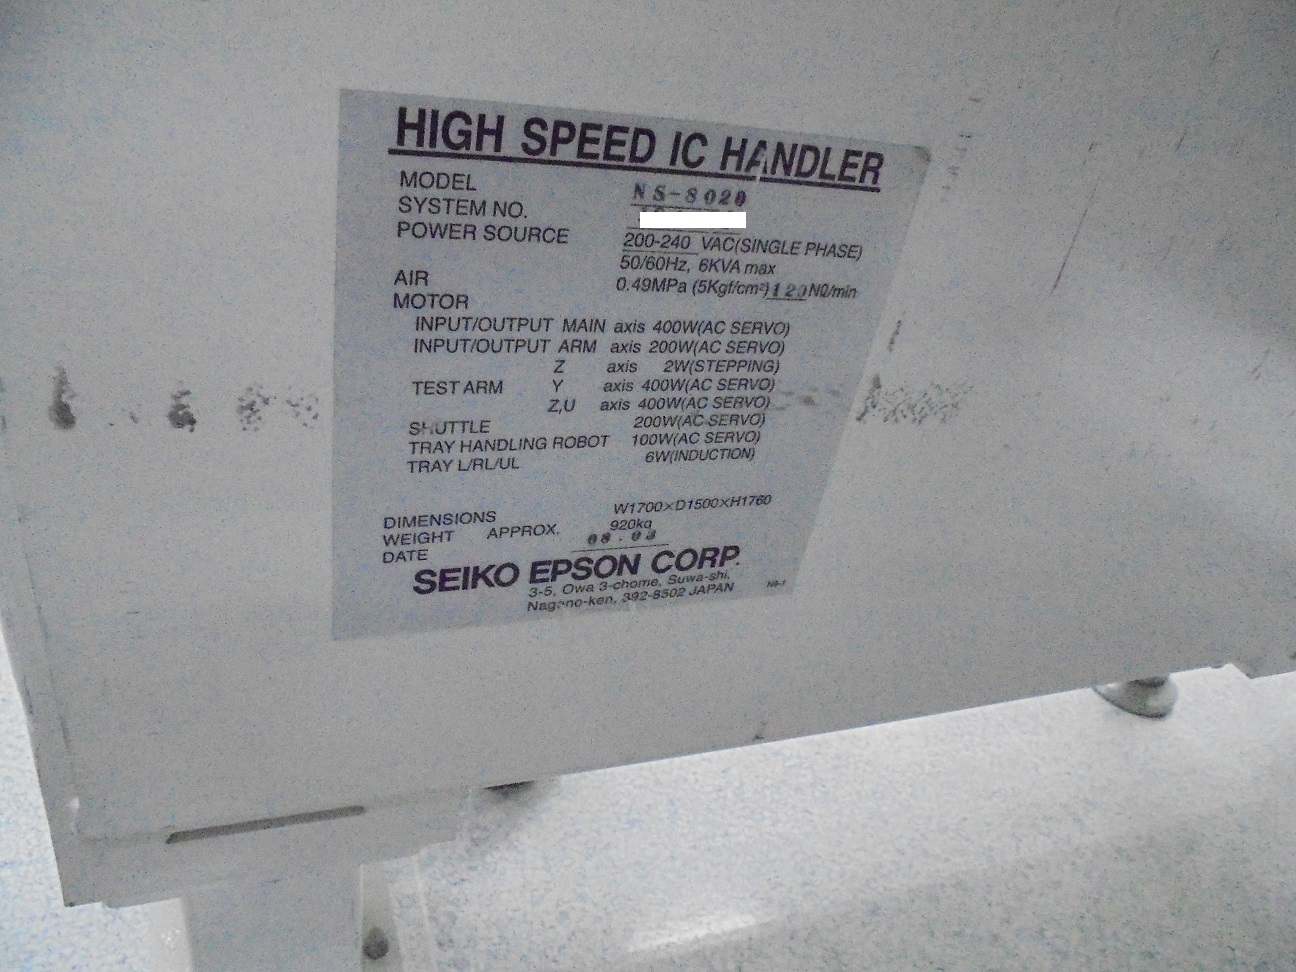 HIGH SPEED IC HANDLER
MODEL NS-8020
SYSTEM NO.
POWER SOURCE 200-240 VAC(SINGLE PHASE)
50/60Hz, 6KVA max
AIR 0.49MPa (5Kgf/cm²) 120 Nℓ/min
MOTOR
INPUT/OUTPUT MAIN axis 400W(AC SERVO)
INPUT/OUTPUT ARM axis 200W(AC SERVO)
Z axis 2W(STEPPING)
TEST ARM Y axis 400W(AC SERVO)
Z,U axis 400W(AC SERVO)
SHUTTLE 200W(AC SERVO)
TRAY HANDLING ROBOT 100W(AC SERVO)
TRAY L/RL/UL 6W(INDUCTION)
DIMENSIONS W1700×D1500×H1760
WEIGHT APPROX. 920kg
DATE 08.03
SEIKO EPSON CORP.
3-5, Owa 3-chome, Suwa-shi,
Nagano-ken, 392-8502 JAPAN